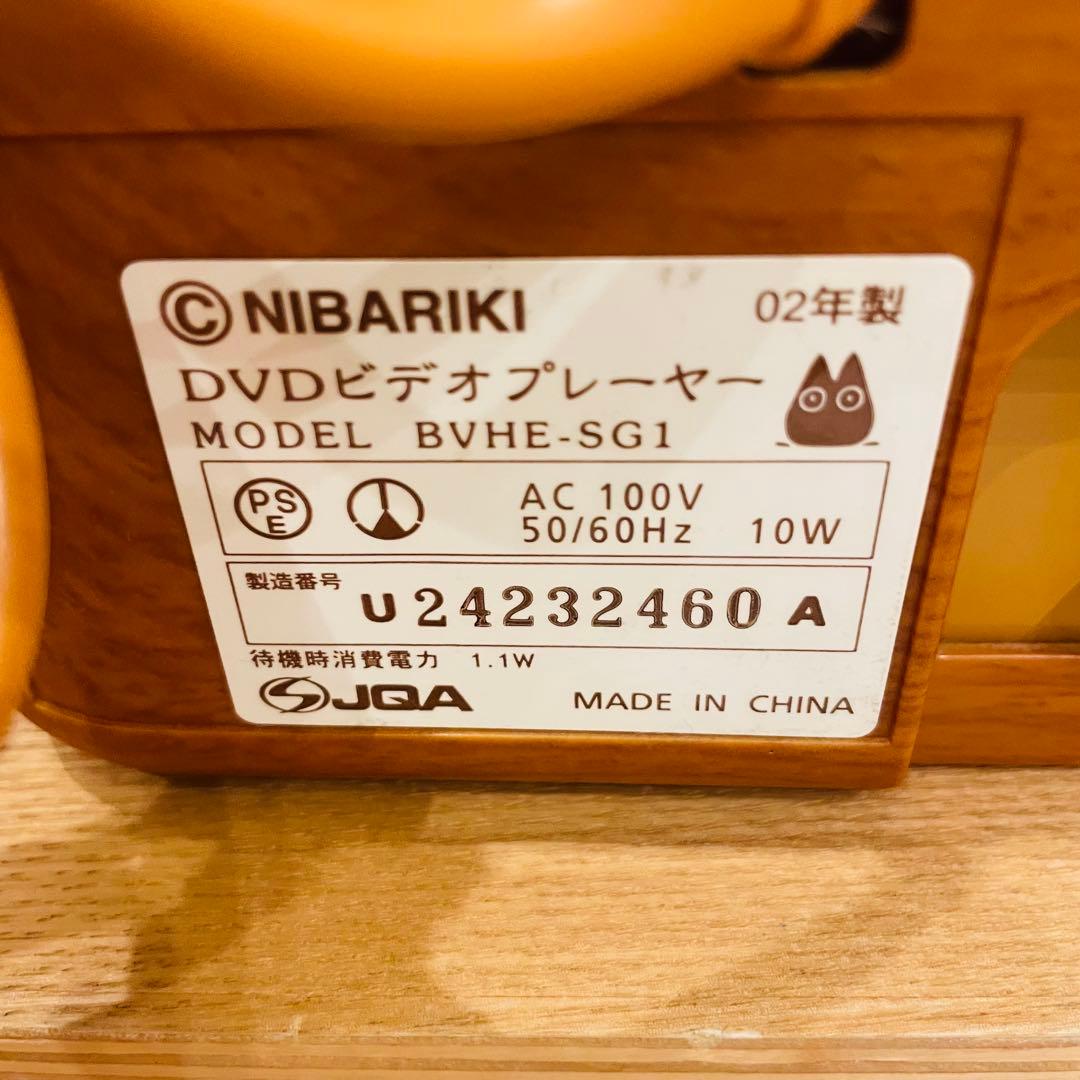 © NIBARIKI 02年製
DVDビデオプレーヤー
MODEL BVHE-SG1
PSE
AC 100V
50/60Hz 10W
製造番号
U 24232460 A
待機時消費電力 1.1W
JQA MADE IN CHINA